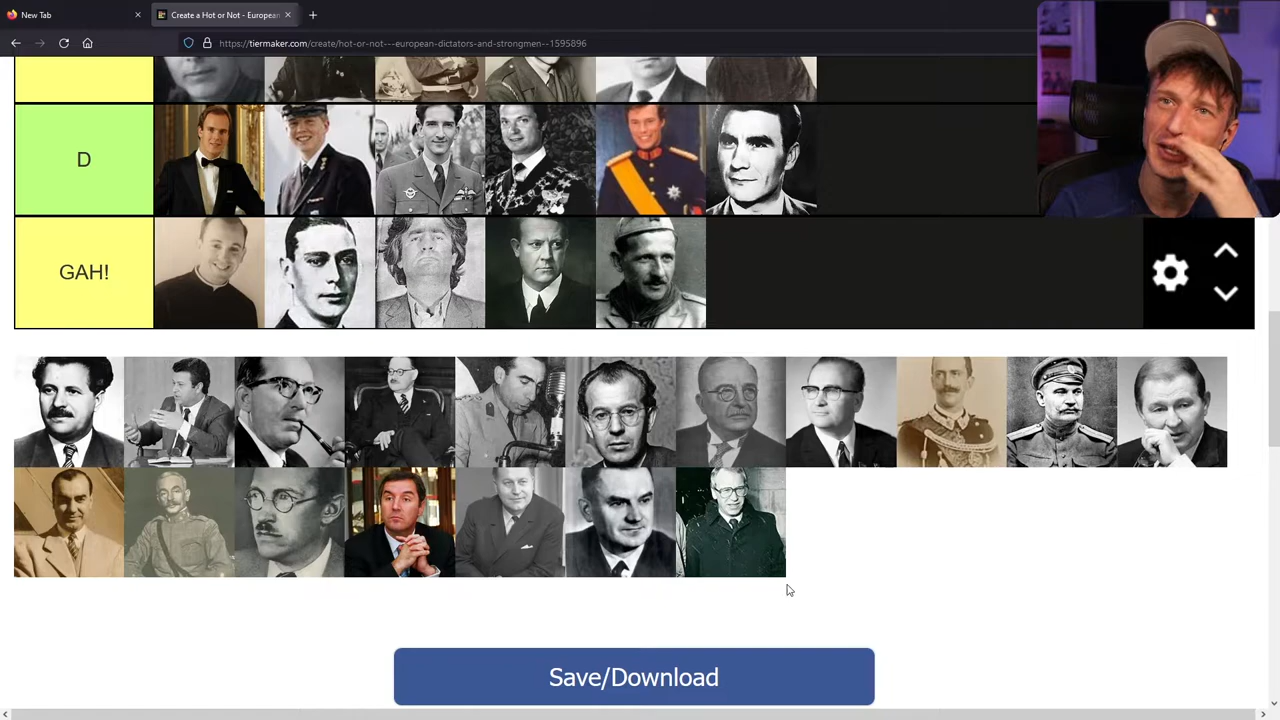 New Tab
Create a Hot or Not - European
https://tiermaker.com/create/hot-or-not---european-dictators-and-strongmen--1595896
D
GAH!
Save/Download